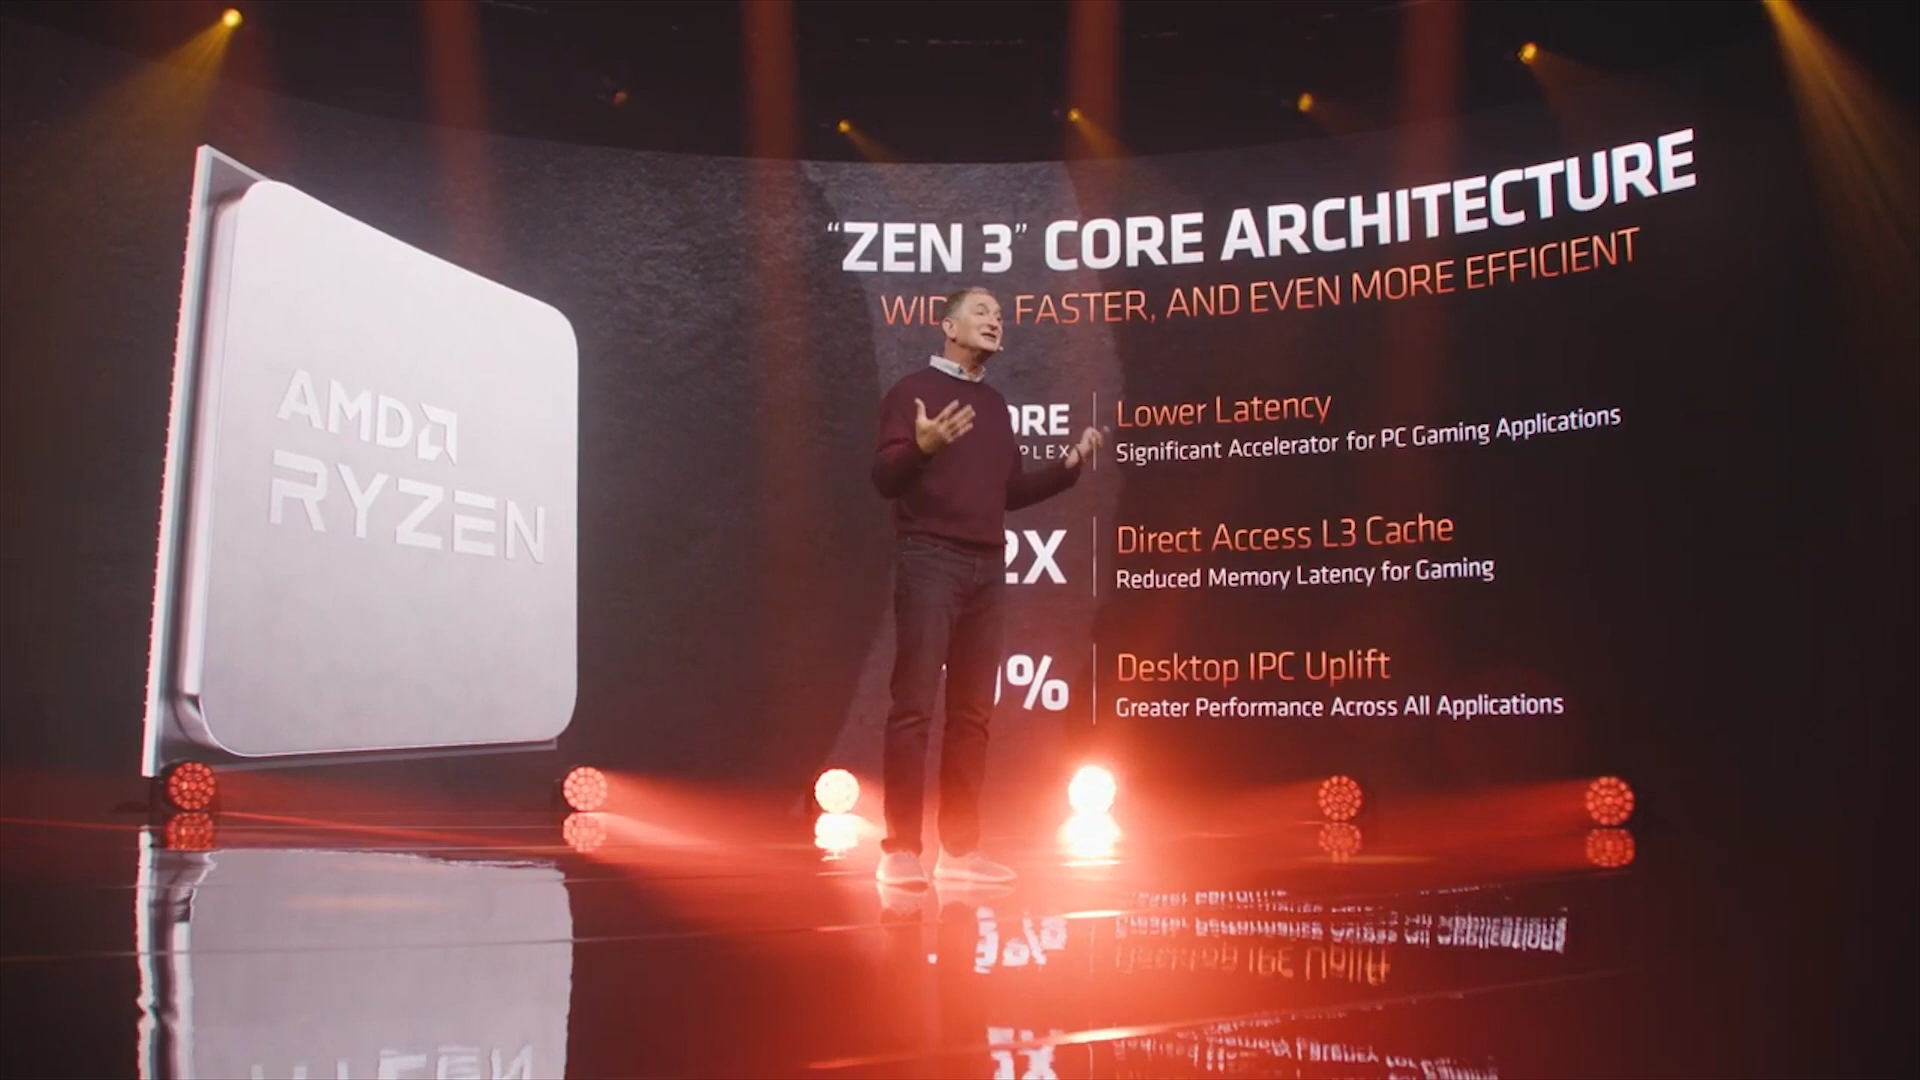 "ZEN 3" CORE ARCHITECTURE
FASTER, AND EVEN MORE EFFICIENT
AMD
RYZEN
Lower Latency
Significant Accelerator for PC Gaming Applications
2X
Direct Access L3 Cache
Reduced Memory Latency for Gaming
%
Desktop IPC Uplift
Greater Performance Across All Applications